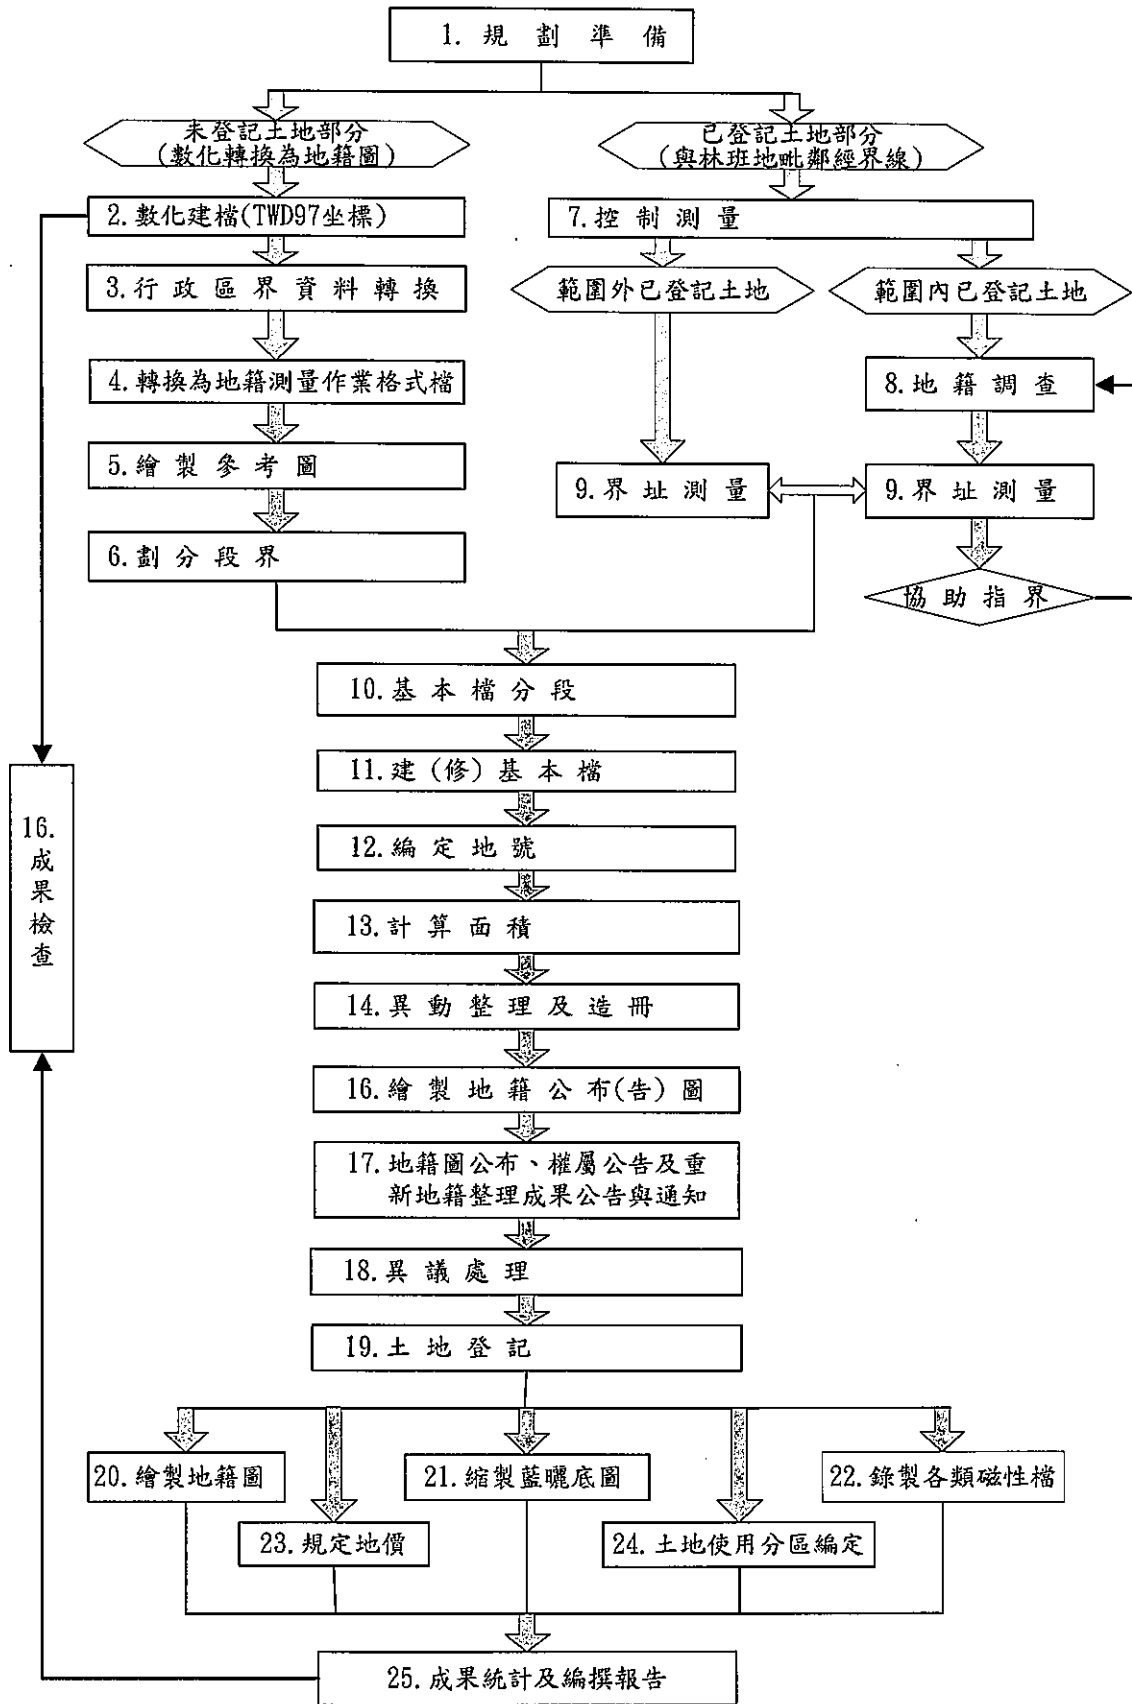 1. 規劃準備
未登記土地部分
(數化轉換為地籍圖)
已登記土地部分
(與林班地毗鄰經界線)
2. 數化建檔(TWD97坐標)
7. 控制測量
3. 行政區界資料轉換
範圍外已登記土地
範圍內已登記土地
4. 轉換為地籍測量作業格式檔
8. 地籍調查
5. 繪製參考圖
9. 界址測量
9. 界址測量
6. 劃分段界
協助指界
10. 基本檔分段
11. 建(修)基本檔
12. 編定地號
16.
成
果
檢
查
13. 計算面積
14. 異動整理及造冊
16. 繪製地籍公布(告)圖
17. 地籍圖公布、權屬公告及重
新地籍整理成果公告與通知
18. 異議處理
19. 土地登記
20. 繪製地籍圖
21. 縮製藍曬底圖
22. 錄製各類磁性檔
23. 規定地價
24. 土地使用分區編定
25. 成果統計及編撰報告